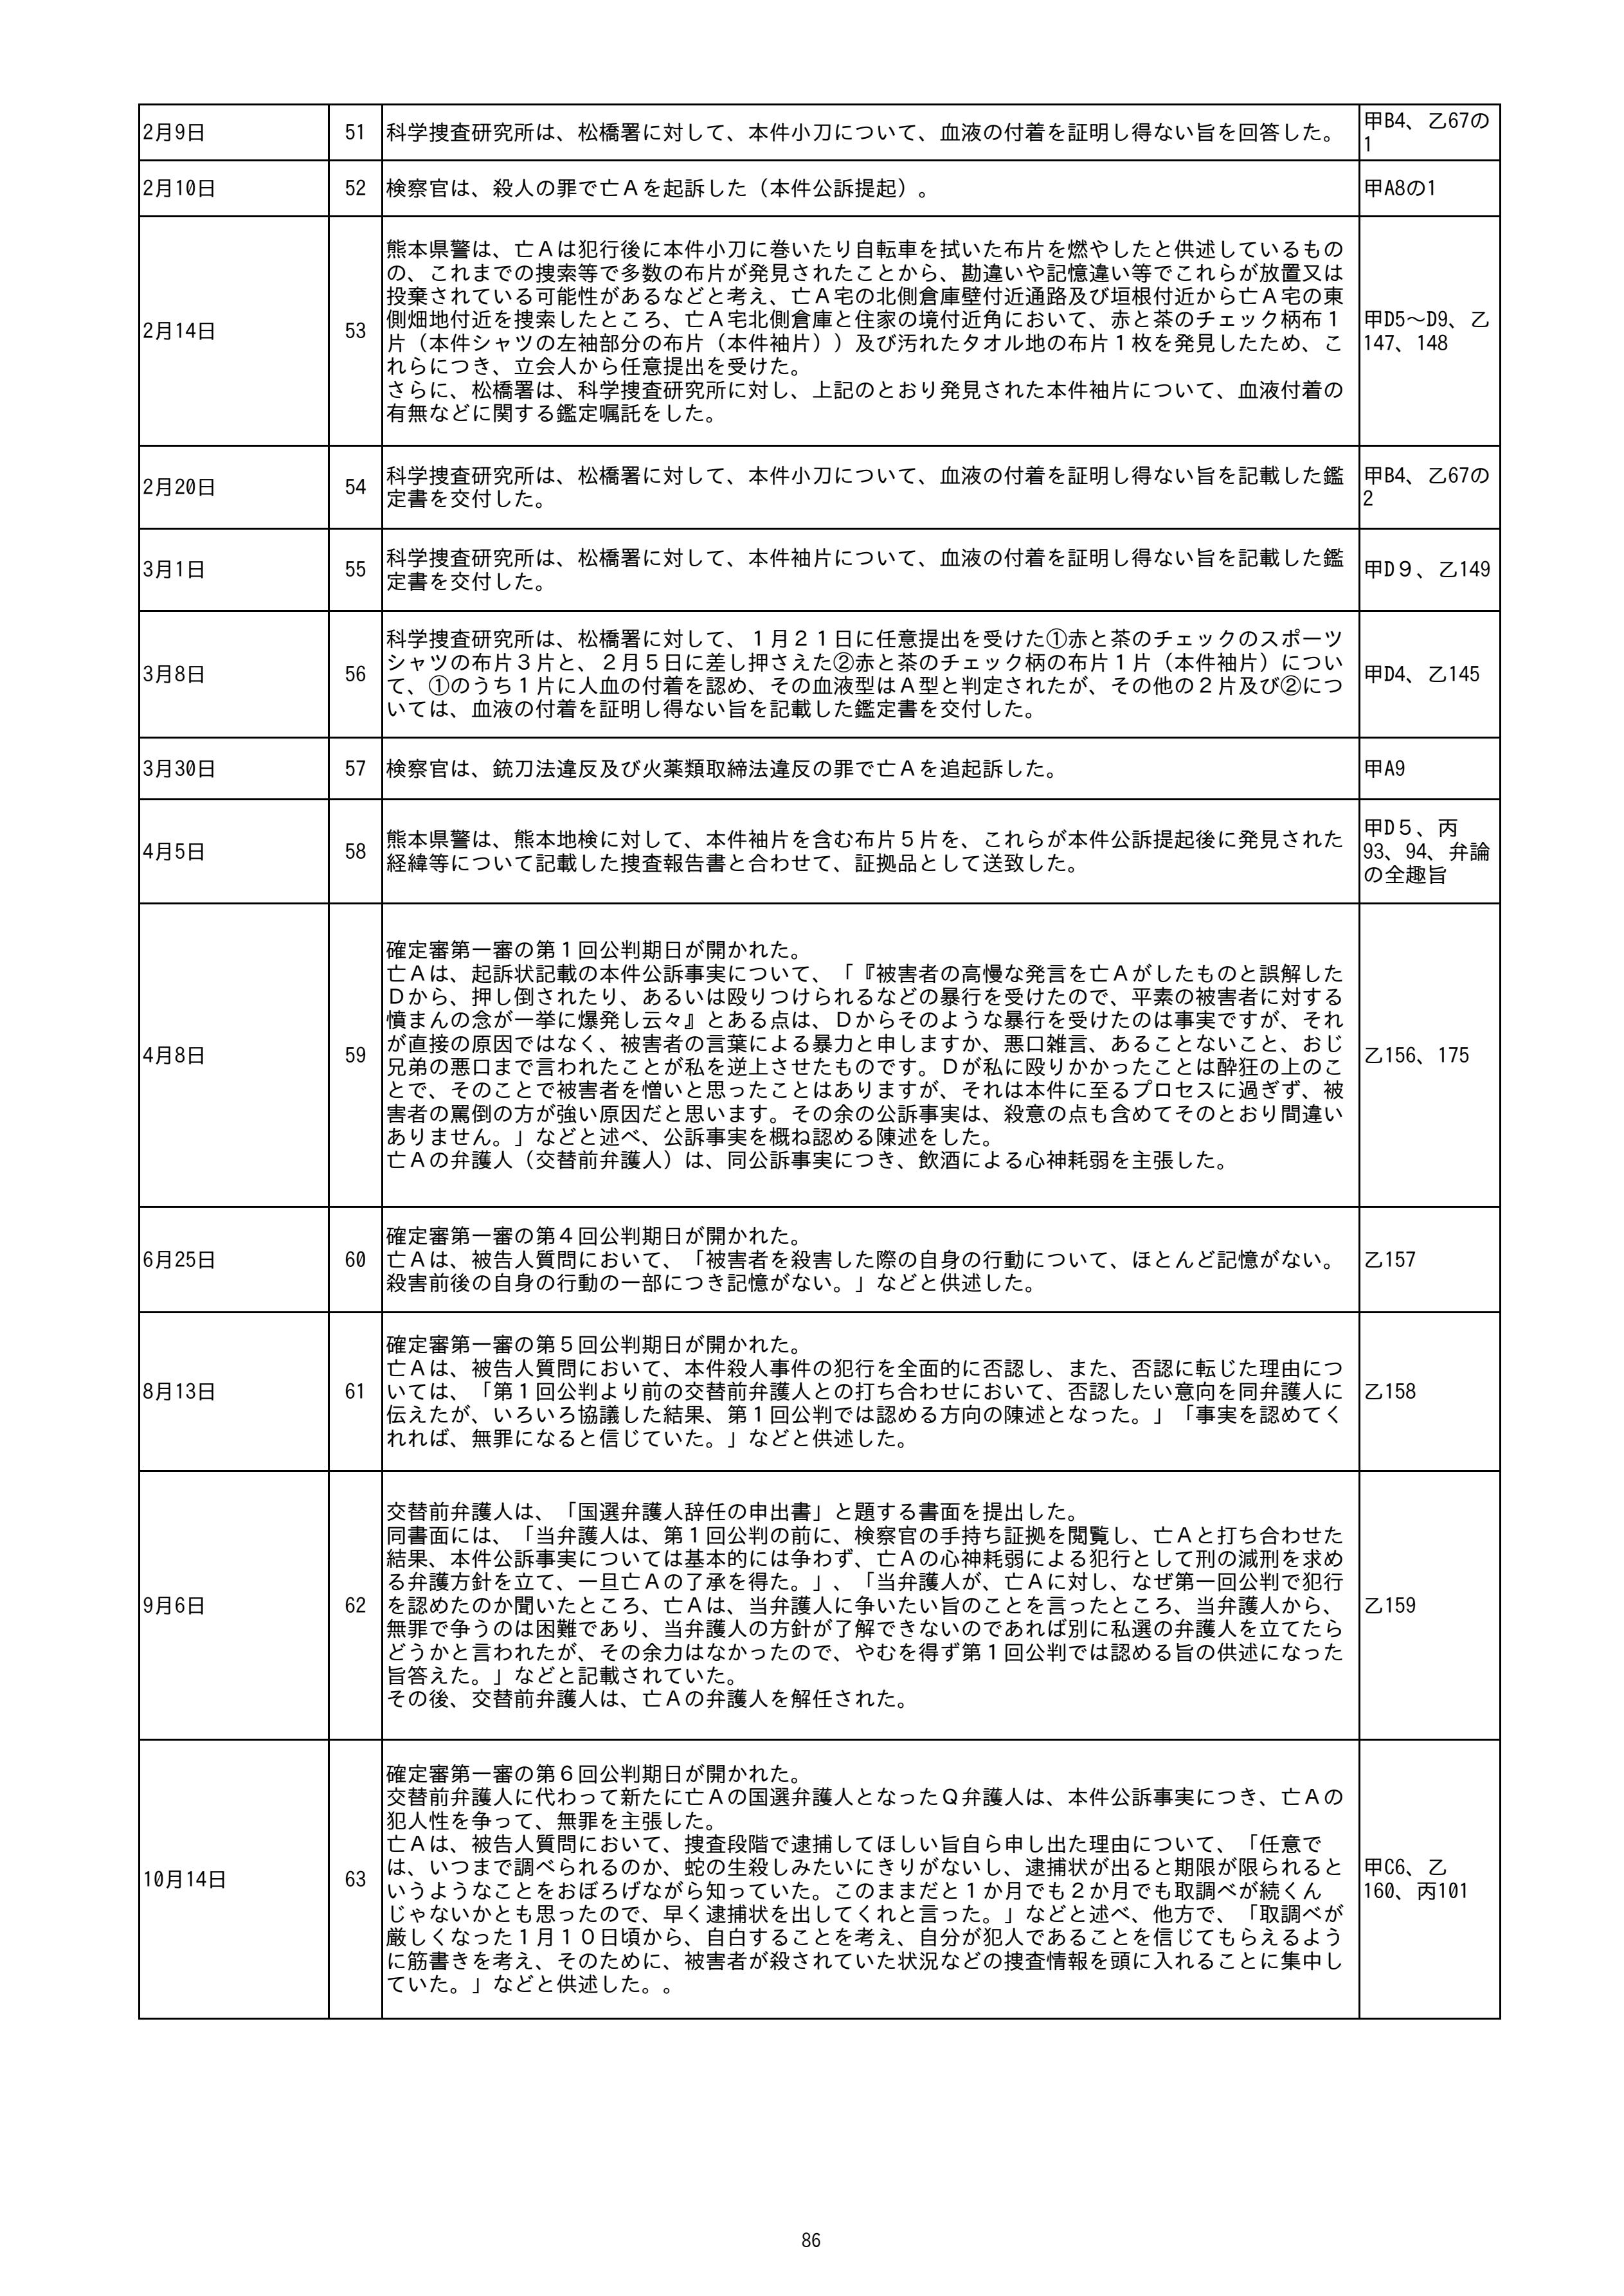 2月9日
51
科学捜査研究所は、松橋署に対して、本件小刀について、血液の付着を証明し得ない旨を回答した。
甲B4、乙67の
1
2月10日
52
検察官は、殺人の罪で亡Ａを起訴した（本件公訴提起）。
甲A8の1
2月14日
53
熊本県警は、亡Ａは犯行後に本件小刀に巻いたり自転車を拭いた布片を燃やしたと供述しているもの
の、これまでの捜索等で多数の布片が発見されたことから、勘違いや記憶違い等でこれらが放置又は
投棄されている可能性があるなどと考え、亡Ａ宅の北側倉庫壁付近通路及び垣根付近から亡Ａ宅の東
側畑地付近を捜索したところ、亡Ａ宅北側倉庫と住家の境付近角において、赤と茶のチェック柄布１
片（本件シャツの左袖部分の布片（本件袖片））及び汚れたタオル地の布片１枚を発見したため、こ
れらにつき、立会人から任意提出を受けた。
さらに、松橋署は、科学捜査研究所に対し、上記のとおり発見された本件袖片について、血液付着の
有無などに関する鑑定嘱託をした。
甲D5～D9、乙
147、148
2月20日
54
科学捜査研究所は、松橋署に対して、本件小刀について、血液の付着を証明し得ない旨を記載した鑑
定書を交付した。
甲B4、乙67の
2
3月1日
55
科学捜査研究所は、松橋署に対して、本件袖片について、血液の付着を証明し得ない旨を記載した鑑
定書を交付した。
甲D９、乙149
3月8日
56
科学捜査研究所は、松橋署に対して、１月２１日に任意提出を受けた①赤と茶のチェックのスポーツ
シャツの布片３片と、２月５日に差し押さえた②赤と茶のチェック柄の布片１片（本件袖片）につい
て、①のうち１片に人血の付着を認め、その血液型はＡ型と判定されたが、その他の２片及び②につ
いては、血液の付着を証明し得ない旨を記載した鑑定書を交付した。
甲D4、乙145
3月30日
57
検察官は、銃刀法違反及び火薬類取締法違反の罪で亡Ａを追起訴した。
甲A9
4月5日
58
熊本県警は、熊本地検に対して、本件袖片を含む布片５片を、これらが本件公訴提起後に発見された
経緯等について記載した捜査報告書と合わせて、証拠品として送致した。
甲D５、丙
93、94、弁論
の全趣旨
4月8日
59
確定審第一審の第１回公判期日が開かれた。
亡Ａは、起訴状記載の本件公訴事実について、「『被害者の高慢な発言を亡Ａがしたものと誤解した
Ｄから、押し倒されたり、あるいは殴りつけられるなどの暴行を受けたので、平素の被害者に対する
憤まんの念が一挙に爆発し云々』とある点は、Ｄからそのような暴行を受けたのは事実ですが、それ
が直接の原因ではなく、被害者の言葉による暴力と申しますか、悪口雑言、あることないこと、おじ
兄弟の悪口まで言われたことが私を逆上させたものです。Ｄが私に殴りかかったことは酔狂の上のこ
とで、そのことで被害者を憎いと思ったことはありますが、それは本件に至るプロセスに過ぎず、被
害者の罵倒の方が強い原因だと思います。その余の公訴事実は、殺意の点も含めてそのとおり間違い
ありません。」などと述べ、公訴事実を概ね認める陳述をした。
亡Ａの弁護人（交替前弁護人）は、同公訴事実につき、飲酒による心神耗弱を主張した。
乙156、175
6月25日
60
確定審第一審の第４回公判期日が開かれた。
亡Ａは、被告人質問において、「被害者を殺害した際の自身の行動について、ほとんど記憶がない。
殺害前後の自身の行動の一部につき記憶がない。」などと供述した。
乙157
8月13日
61
確定審第一審の第５回公判期日が開かれた。
亡Ａは、被告人質問において、本件殺人事件の犯行を全面的に否認し、また、否認に転じた理由につ
いては、「第１回公判より前の交替前弁護人との打ち合わせにおいて、否認したい意向を同弁護人に
伝えたが、いろいろ協議した結果、第１回公判では認める方向の陳述となった。」「事実を認めてく
れれば、無罪になると信じていた。」などと供述した。
乙158
9月6日
62
交替前弁護人は、「国選弁護人辞任の申出書」と題する書面を提出した。
同書面には、「当弁護人は、第１回公判の前に、検察官の手持ち証拠を閲覧し、亡Ａと打ち合わせた
結果、本件公訴事実については基本的には争わず、亡Ａの心神耗弱による犯行として刑の減刑を求め
る弁護方針を立て、一旦亡Ａの了承を得た。」、「当弁護人が、亡Ａに対し、なぜ第一回公判で犯行
を認めたのか聞いたところ、亡Ａは、当弁護人に争いたい旨のことを言ったところ、当弁護人から、
無罪で争うのは困難であり、当弁護人の方針が了解できないのであれば別に私選の弁護人を立てたら
どうかと言われたが、その余力はなかったので、やむを得ず第１回公判では認める旨の供述になった
旨答えた。」などと記載されていた。
その後、交替前弁護人は、亡Ａの弁護人を解任された。
乙159
10月14日
63
確定審第一審の第６回公判期日が開かれた。
交替前弁護人に代わって新たに亡Ａの国選弁護人となったＱ弁護人は、本件公訴事実につき、亡Ａの
犯人性を争って、無罪を主張した。
亡Ａは、被告人質問において、捜査段階で逮捕してほしい旨自ら申し出た理由について、「任意で
は、いつまで調べられるのか、蛇の生殺しみたいにきりがないし、逮捕状が出ると期限が限られると
いうようなことをおぼろげながら知っていた。このままだと１か月でも２か月でも取調べが続くん
じゃないかとも思ったので、早く逮捕状を出してくれと言った。」などと述べ、他方で、「取調べが
厳しくなった１月１０日頃から、自白することを考え、自分が犯人であることを信じてもらえるよう
に筋書きを考え、そのために、被害者が殺されていた状況などの捜査情報を頭に入れることに集中し
ていた。」などと供述した。。
甲C6、乙
160、丙101
86